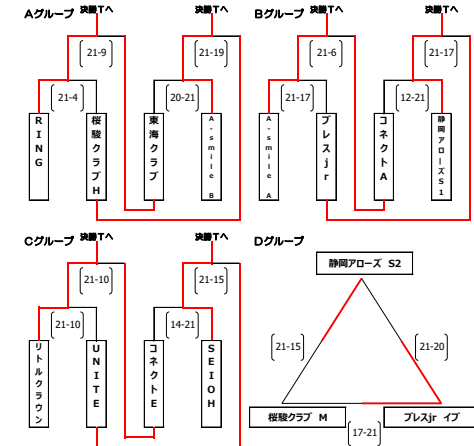 Aグループ 決勝Tへ 決勝Tへ
21-9 21-19
21-4 20-21
RING
桜駿クラブH
東海クラブ
A-smile B
Bグループ 決勝Tへ 決勝Tへ
21-6 21-17
21-17 12-21
A-smile A
ブレスjr
コネクトA
静岡アローズS1
Cグループ 決勝Tへ 決勝Tへ
21-10 21-15
21-10 14-21
リトルクラウン
UNITE
コネクトE
SEIOH
Dグループ
静岡アローズ S2
21-15 21-20
桜駿クラブ M ブレスjr イブ
17-21